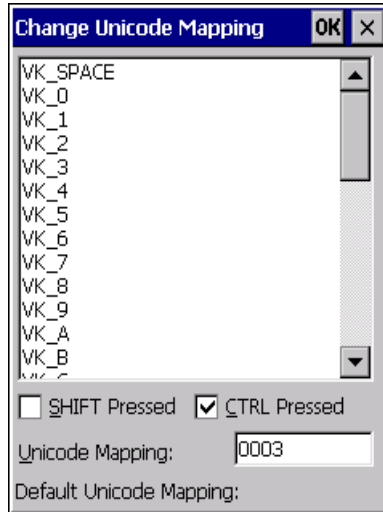 Change Unicode Mapping OK ×
VK_SPACE
VK_0
VK_1
VK_2
VK_3
VK_4
VK_5
VK_6
VK_7
VK_8
VK_9
VK_A
VK_B
SHIFT Pressed CTRL Pressed
Unicode Mapping: 0003
Default Unicode Mapping: